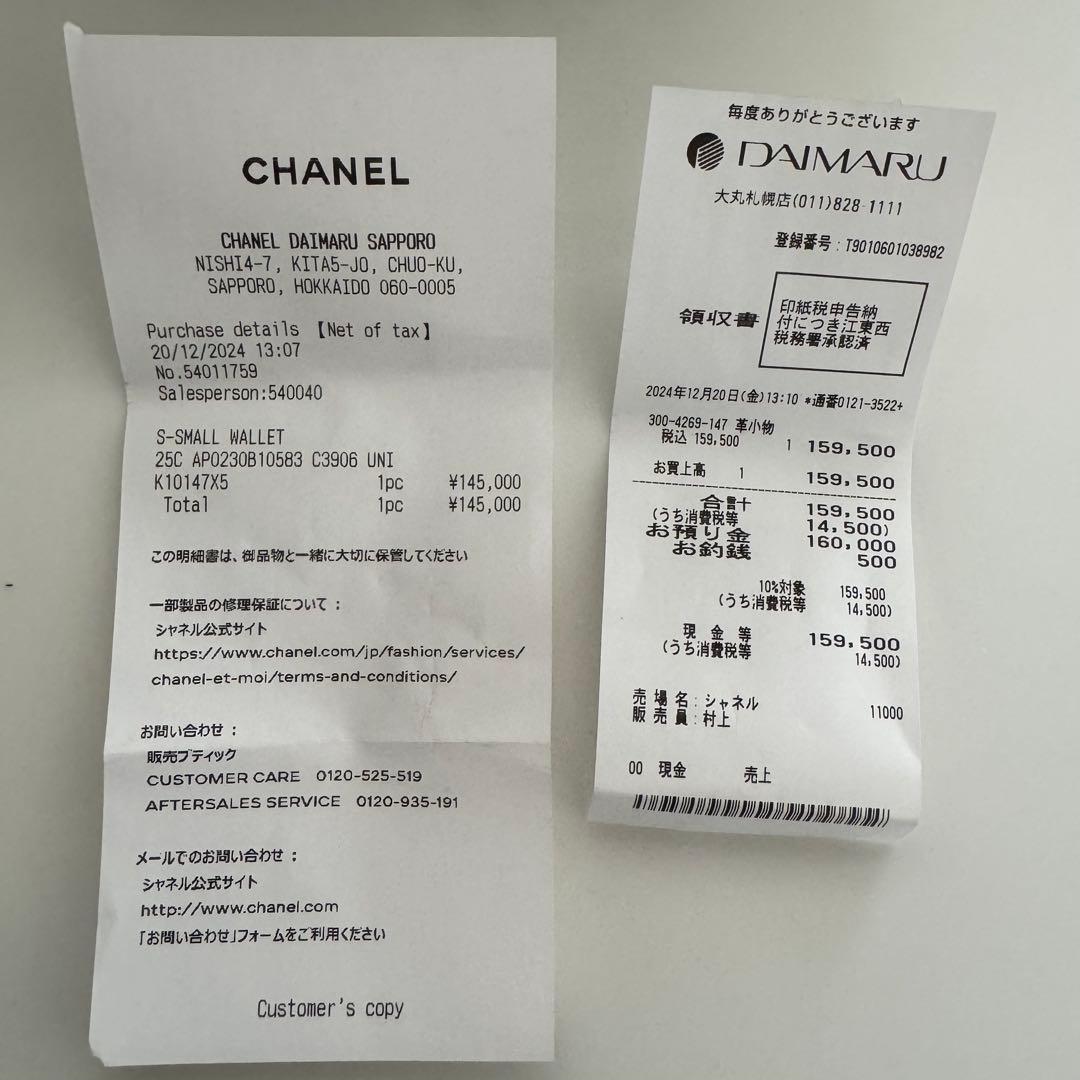 CHANEL
CHANEL DAIMARU SAPPORO
NISHI4-7, KITA5-JO, CHUO-KU,
SAPPORO, HOKKAIDO 060-0005
Purchase details 【Net of tax】
20/12/2024 13:07
No.54011759
Salesperson:540040
S-SMALL WALLET
25C AP0230B10583 C3906 UNI
K10147X5 1pc ¥145,000
Total 1pc ¥145,000
この明細書は、御品物と一緒に大切に保管してください
一部製品の修理保証について：
シャネル公式サイト
https://www.chanel.com/jp/fashion/services/
chanel-et-moi/terms-and-conditions/
お問い合わせ：
販売ブティック
CUSTOMER CARE 0120-525-519
AFTERSALES SERVICE 0120-935-191
メールでのお問い合わせ：
シャネル公式サイト
http://www.chanel.com
「お問い合わせ」フォームをご利用ください
Customer's copy
毎度ありがとうございます
DAIMARU
大丸札幌店(011)828-1111
登録番号：T9010601038982
領収書
印紙税申告納
付につき江東西
税務署承認済
2024年12月20日(金)13:10 *通番0121-3522+
300-4269-147 革小物
税込 159,500 1 159,500
お買上高 1 159,500
合計 159,500
(うち消費税等 14,500)
お預り金 160,000
お釣銭 500
10%対象 159,500
(うち消費税等 14,500)
現金等 159,500
(うち消費税等 14,500)
売場名：シャネル
販売員：村上 11000
00 現金 売上